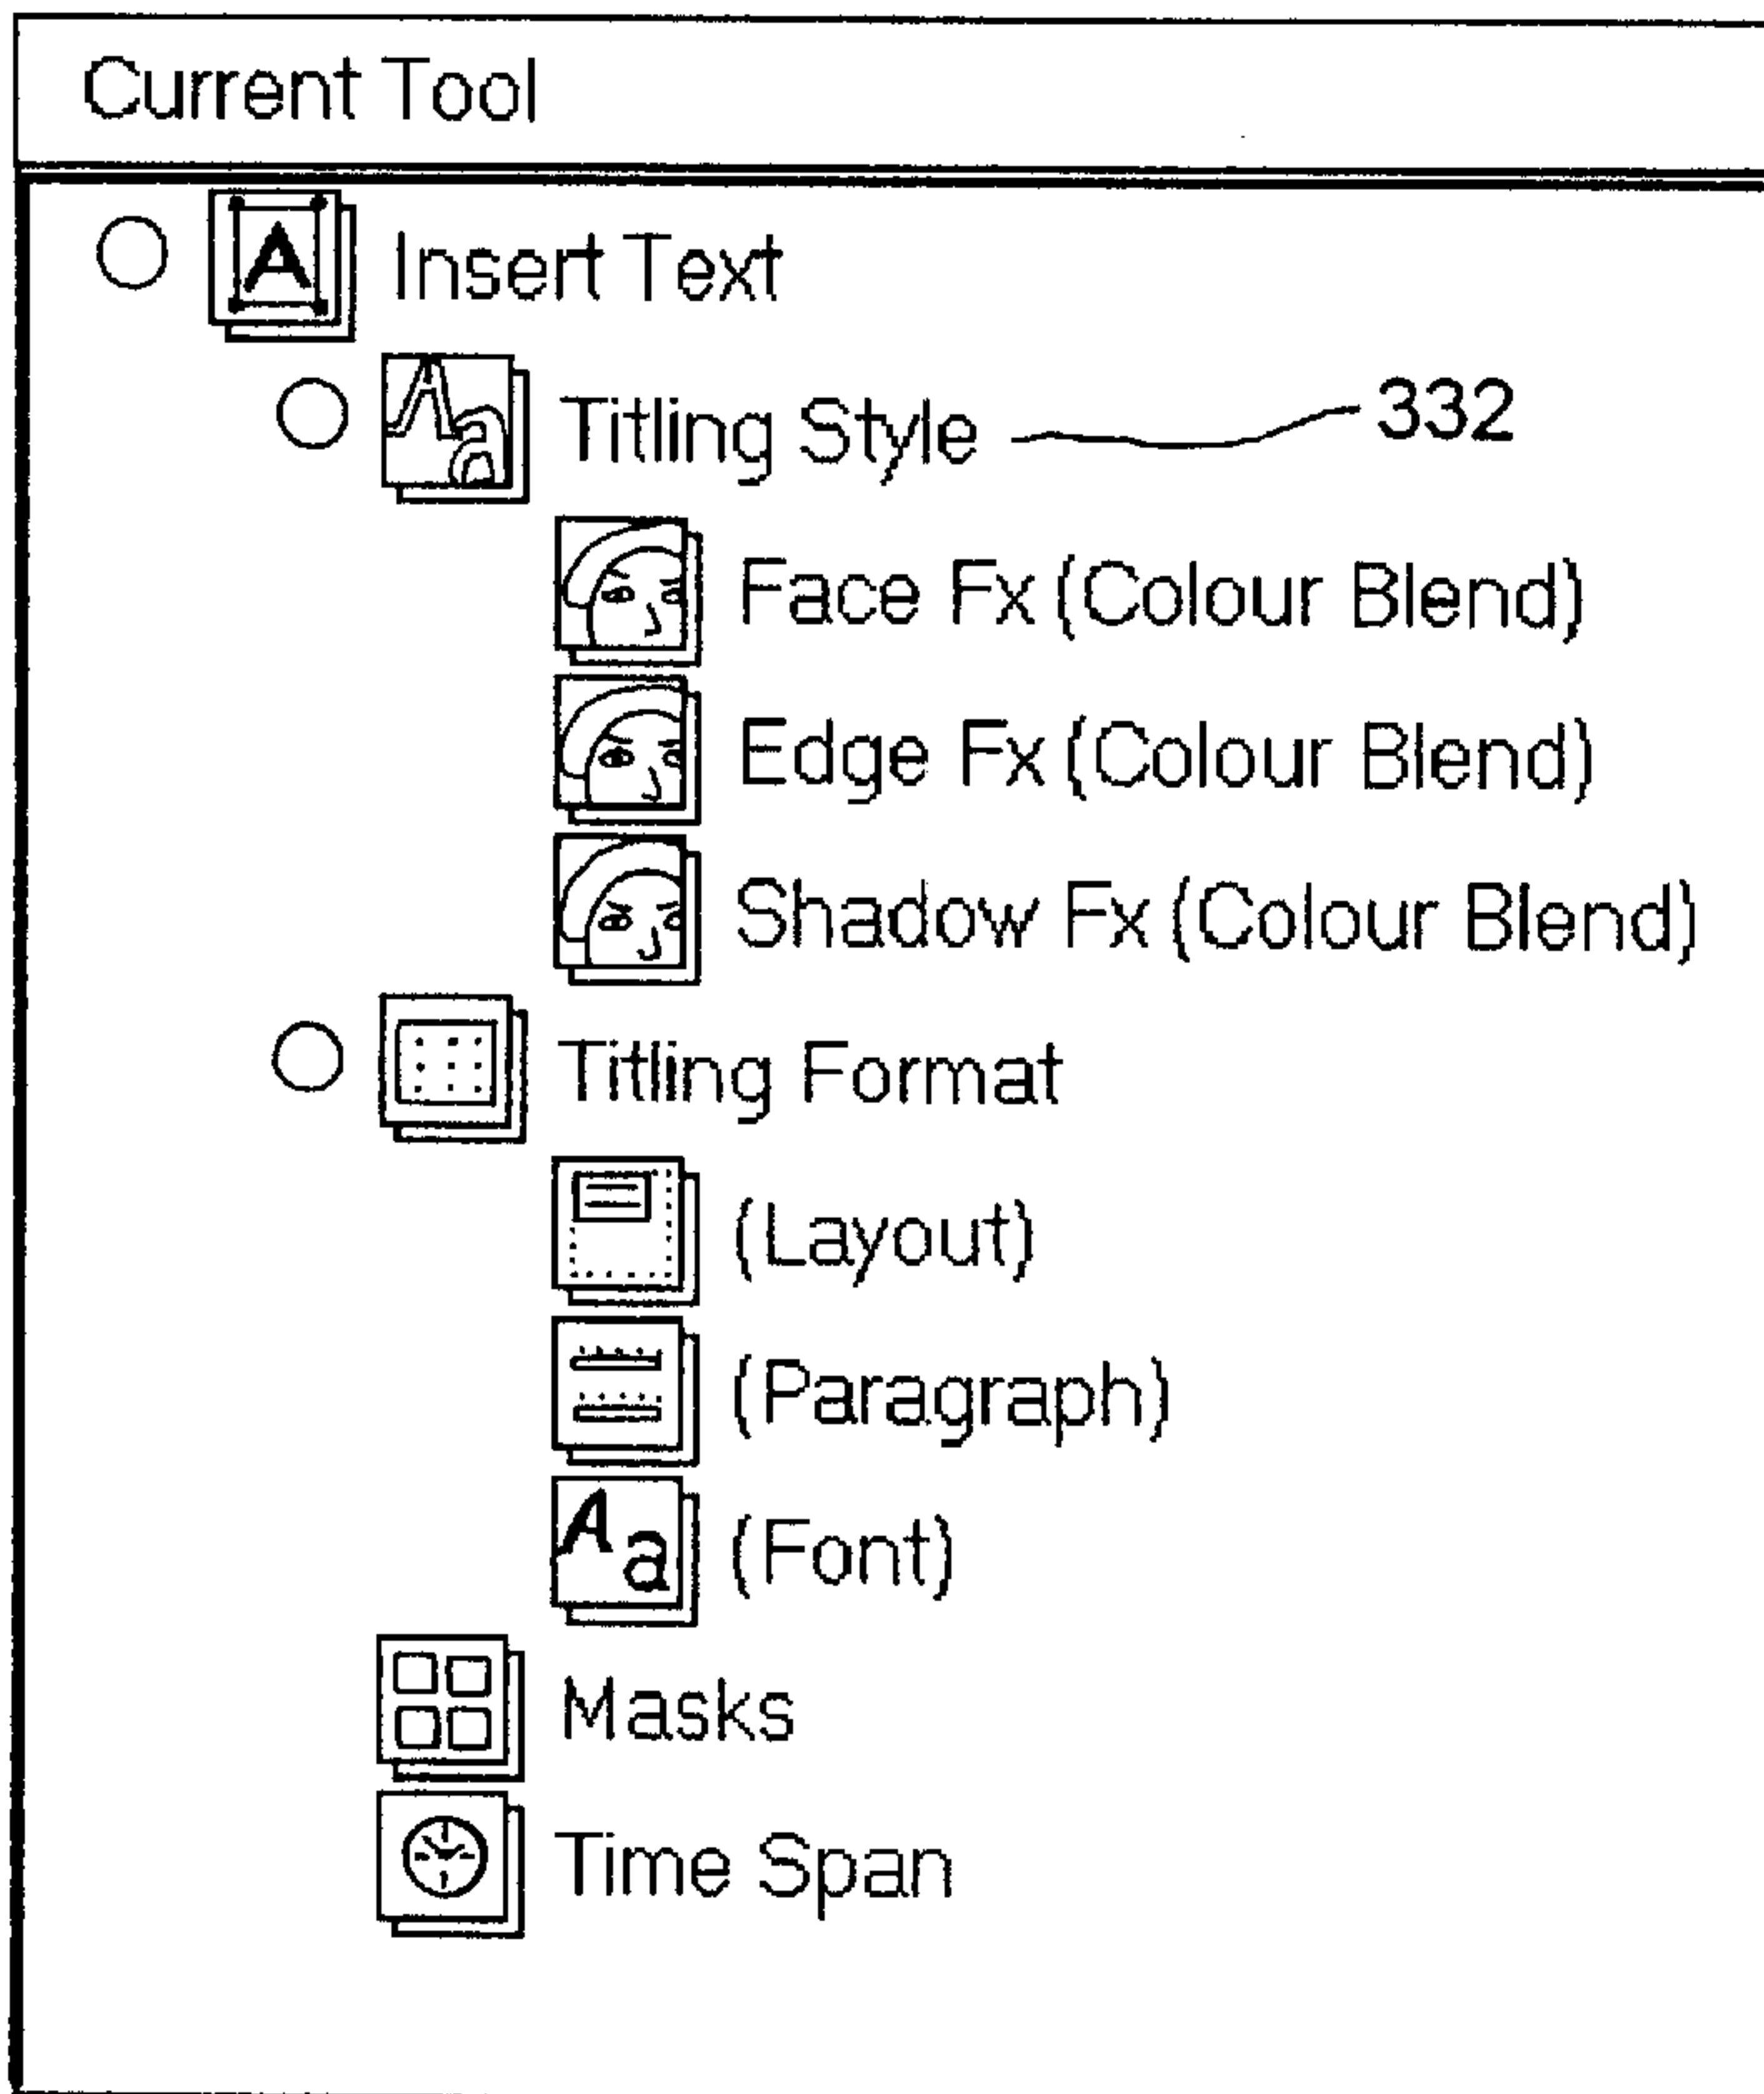 Current Tool
A Insert Text
Titling Style 332
Face Fx (Colour Blend)
Edge Fx (Colour Blend)
Shadow Fx (Colour Blend)
Titling Format
(Layout)
(Paragraph)
Aa (Font)
Masks
Time Span